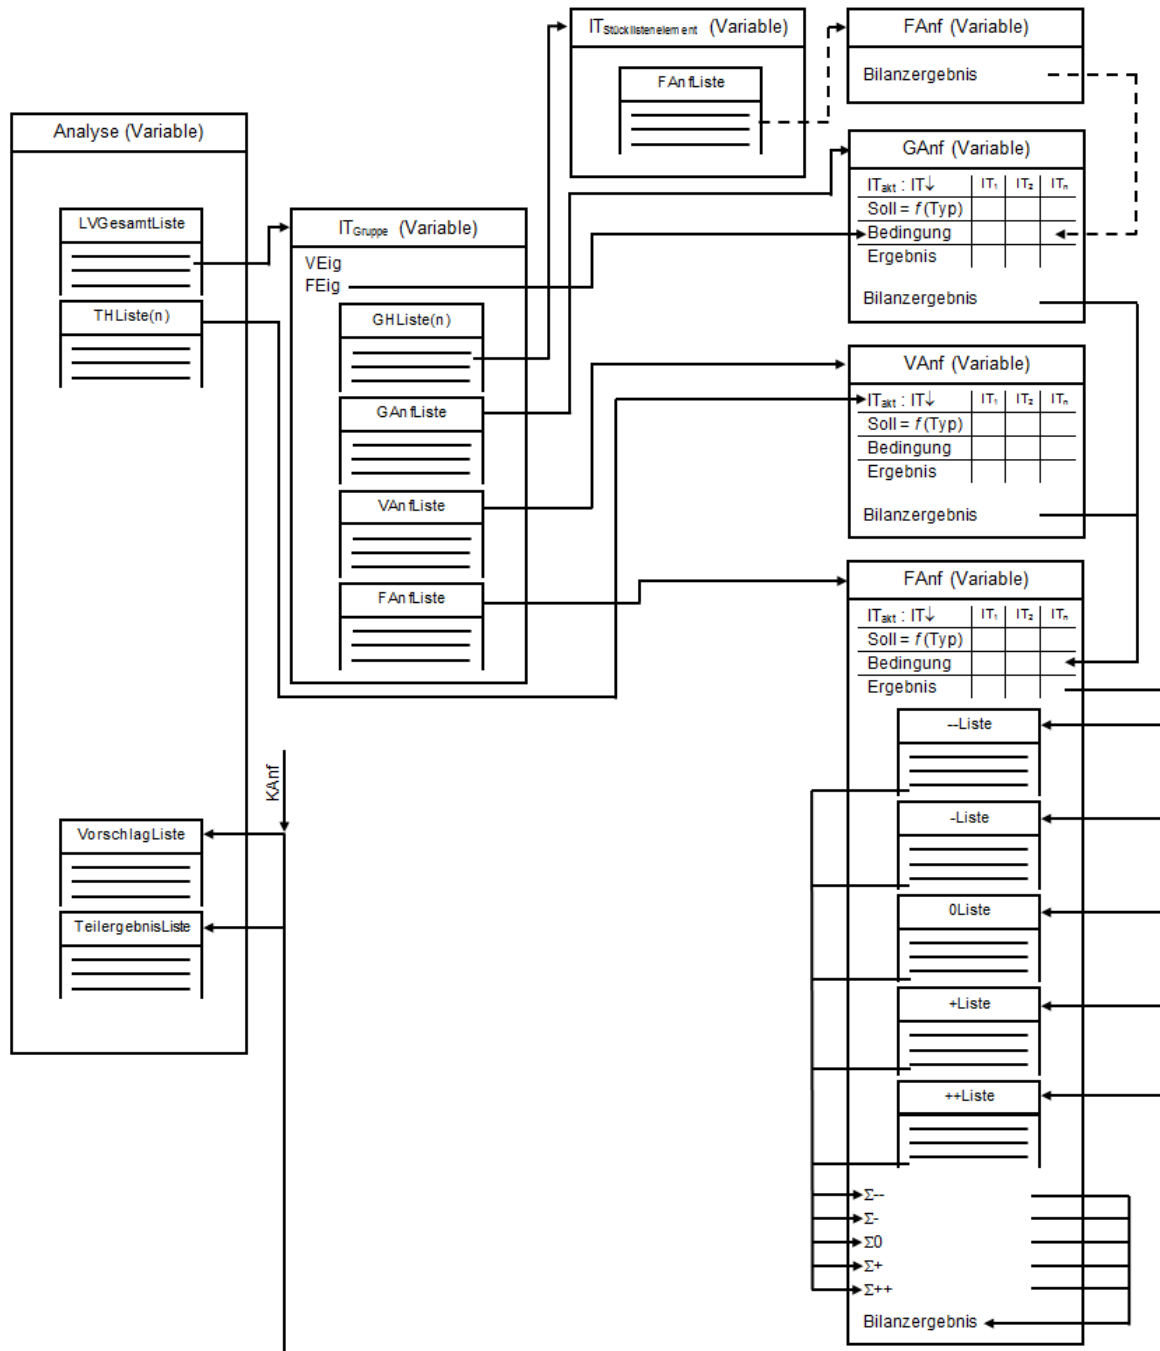 Analyse (Variable)
LVGesamtListe
THListe(n)
VorschlagListe
TeilergebnisListe
KAnf
ITGruppe (Variable)
VEig
FEig
GHListe(n)
GAnfListe
VAnfListe
FAnfListe
ITStücklistenelement (Variable)
FAnfListe
FAnf (Variable)
Bilanzergebnis
GAnf (Variable)
ITakt : IT↓ IT1 IT2 ITn
Soll = f(Typ)
Bedingung
Ergebnis
Bilanzergebnis
VAnf (Variable)
ITakt : IT↓ IT1 IT2 ITn
Soll = f(Typ)
Bedingung
Ergebnis
Bilanzergebnis
FAnf (Variable)
ITakt : IT↓ IT1 IT2 ITn
Soll = f(Typ)
Bedingung
Ergebnis
--Liste
-Liste
0Liste
+Liste
++Liste
Σ--
Σ-
Σ0
Σ+
Σ++
Bilanzergebnis